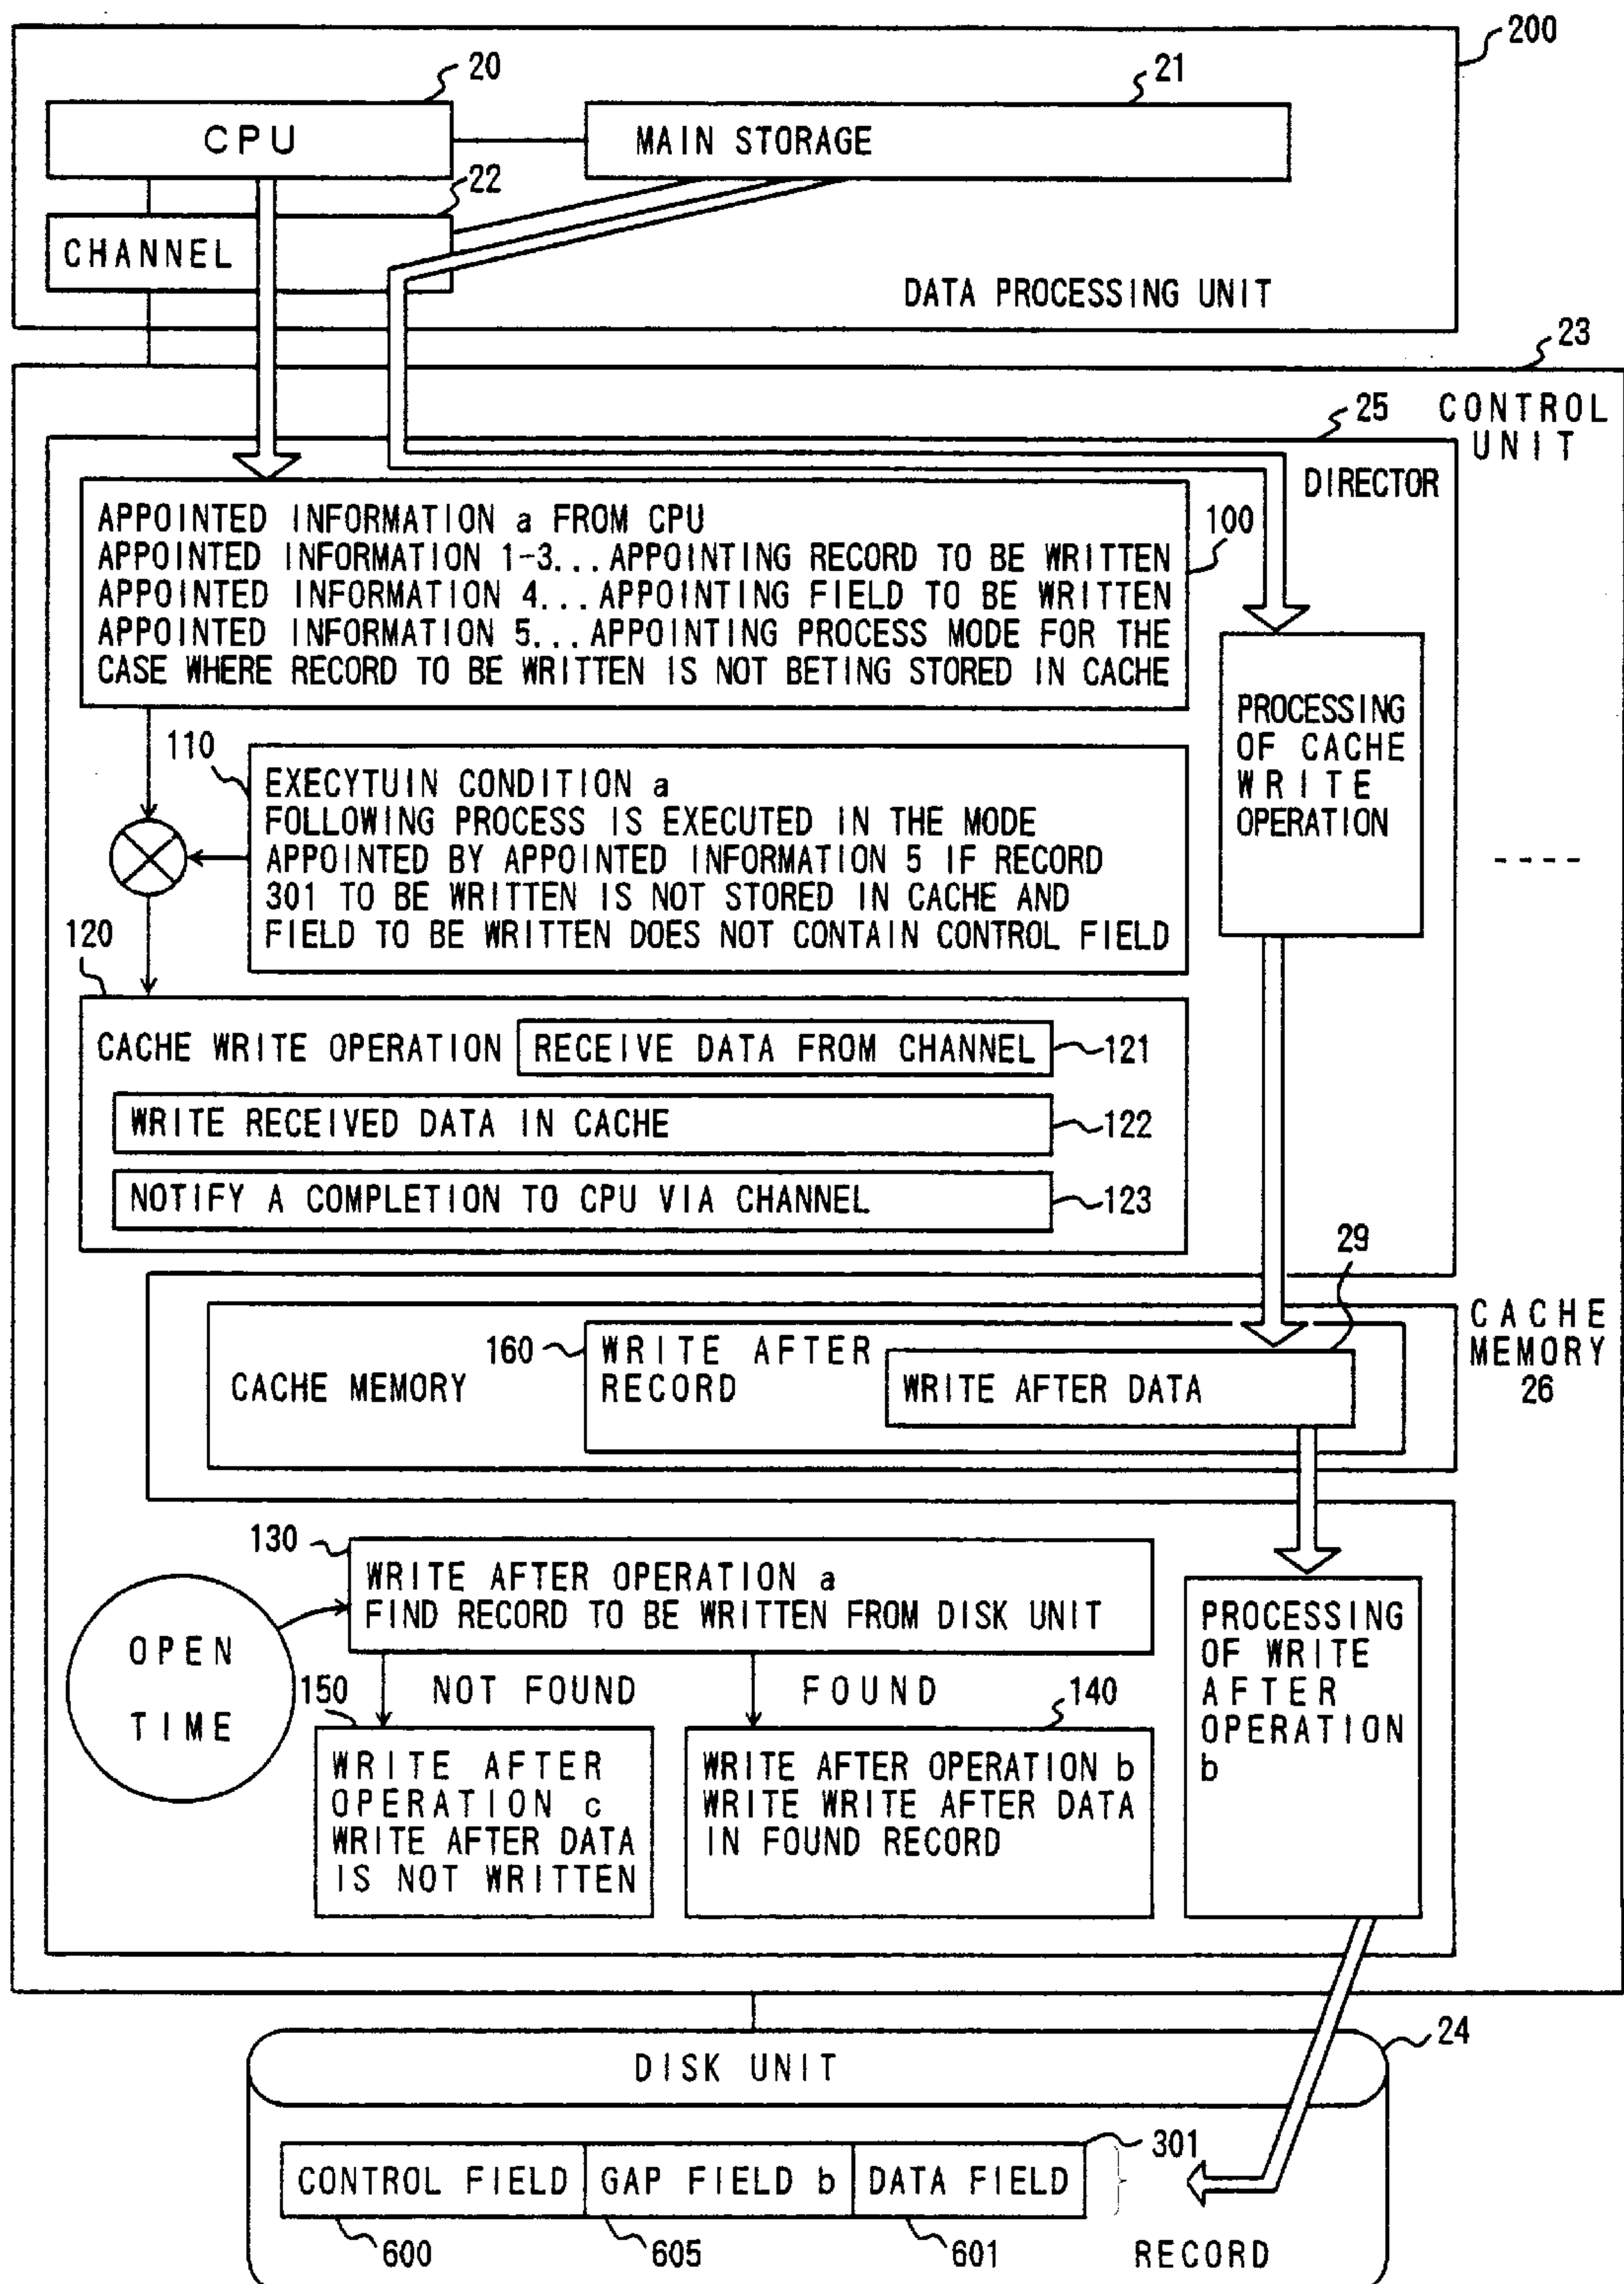 200
20
21
CPU
MAIN STORAGE
22
CHANNEL
DATA PROCESSING UNIT
23
25
CONTROL
UNIT
DIRECTOR
APPOINTED INFORMATION a FROM CPU
APPOINTED INFORMATION 1-3...APPOINTING RECORD TO BE WRITTEN
APPOINTED INFORMATION 4...APPOINTING FIELD TO BE WRITTEN
APPOINTED INFORMATION 5...APPOINTING PROCESS MODE FOR THE
CASE WHERE RECORD TO BE WRITTEN IS NOT BETING STORED IN CACHE
100
PROCESSING
OF CACHE
WRITE
OPERATION
110
EXECYTUIN CONDITION a
FOLLOWING PROCESS IS EXECUTED IN THE MODE
APPOINTED BY APPOINTED INFORMATION 5 IF RECORD
301 TO BE WRITTEN IS NOT STORED IN CACHE AND
FIELD TO BE WRITTEN DOES NOT CONTAIN CONTROL FIELD
----
120
CACHE WRITE OPERATION
RECEIVE DATA FROM CHANNEL
121
WRITE RECEIVED DATA IN CACHE
122
NOTIFY A COMPLETION TO CPU VIA CHANNEL
123
29
CACHE
MEMORY
26
160
WRITE AFTER
RECORD
CACHE MEMORY
WRITE AFTER DATA
130
WRITE AFTER OPERATION a
FIND RECORD TO BE WRITTEN FROM DISK UNIT
PROCESSING
OF WRITE
AFTER
OPERATION
b
OPEN
TIME
150
NOT FOUND
FOUND
140
WRITE AFTER
OPERATION c
WRITE AFTER DATA
IS NOT WRITTEN
WRITE AFTER OPERATION b
WRITE WRITE AFTER DATA
IN FOUND RECORD
24
DISK UNIT
301
CONTROL FIELD
GAP FIELD b
DATA FIELD
600
605
601
RECORD